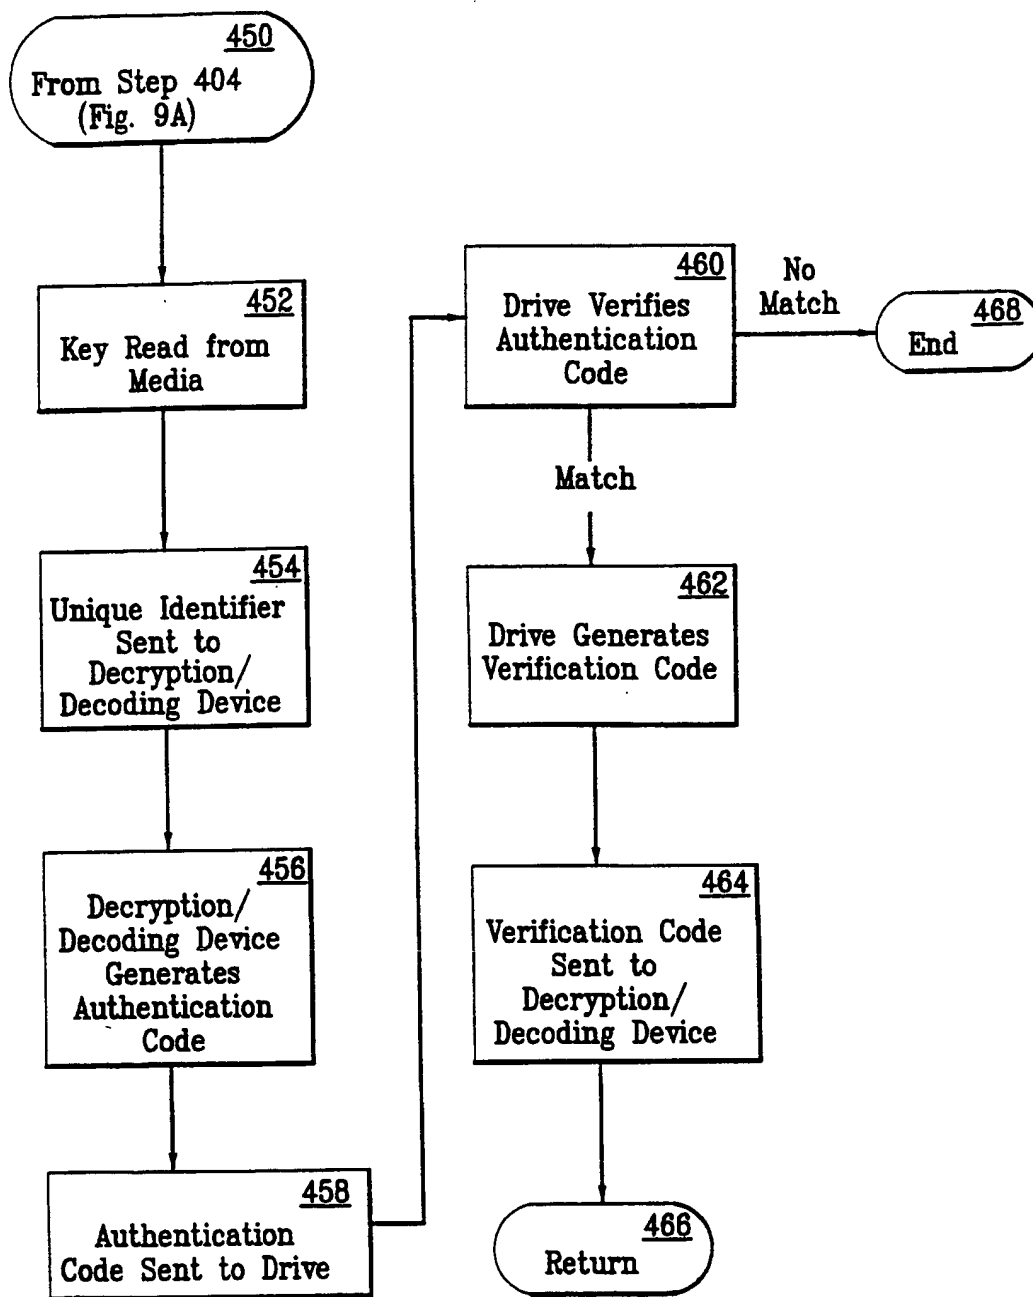 450
From Step 404
(Fig. 9A)
452
Key Read from
Media
454
Unique Identifier
Sent to
Decryption/
Decoding Device
456
Decryption/
Decoding Device
Generates
Authentication
Code
458
Authentication
Code Sent to Drive
460
Drive Verifies
Authentication
Code
No
Match
468
End
Match
462
Drive Generates
Verification Code
464
Verification Code
Sent to
Decryption/
Decoding Device
466
Return